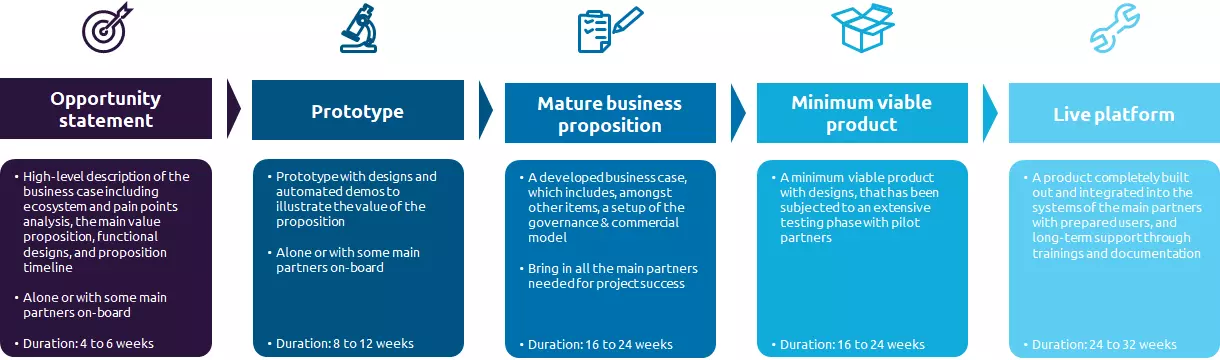 Opportunity
statement
Prototype
Mature business
proposition
Minimum viable
product
Live platform
• High-level description of the
business case including
ecosystem and pain points
analysis, the main value
proposition, functional
designs, and proposition
timeline
• Alone or with some main
partners on-board
• Duration: 4 to 6 weeks
• Prototype with designs and
automated demos to
illustrate the value of the
proposition
• Alone or with some main
partners on-board
• Duration: 8 to 12 weeks
• A developed business case,
which includes, amongst
other items, a setup of the
governance & commercial
model
• Bring in all the main partners
needed for project success
• Duration: 16 to 24 weeks
• A minimum viable product
with designs, that has been
subjected to an extensive
testing phase with pilot
partners
• Duration: 16 to 24 weeks
• A product completely built
out and integrated into the
systems of the main partners
with prepared users, and
long-term support through
trainings and documentation
• Duration: 24 to 32 weeks